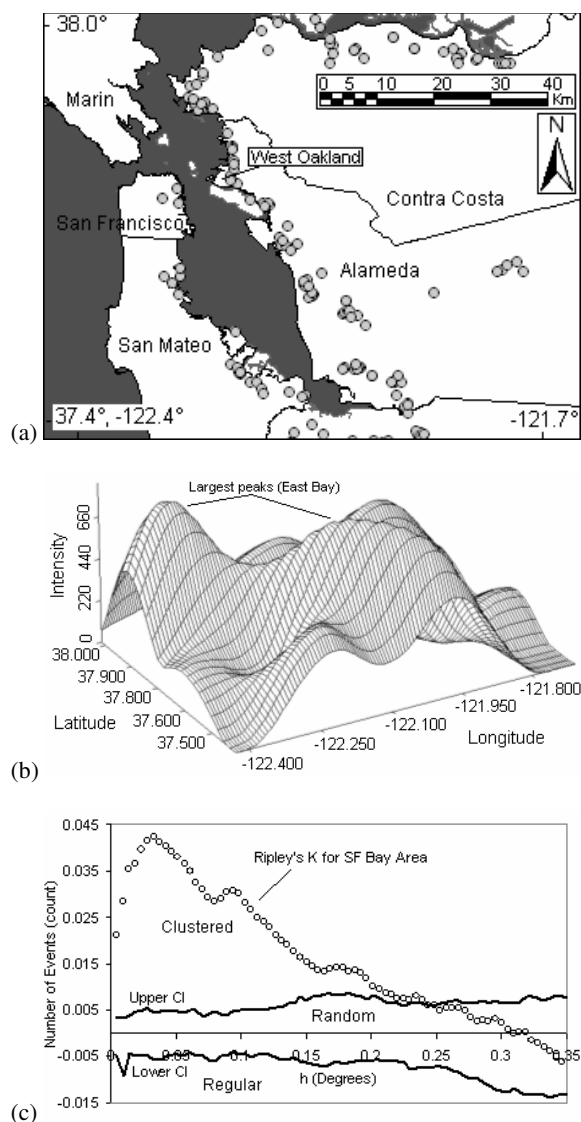 38.0°
0 5 10 20 30 40
Km
Marin
N
West Oakland
Contra Costa
San Francisco
Alameda
San Mateo
37.4°, -122.4°
-121.7°
(a)
Largest peaks (East Bay)
Intensity
660
440
220
0
38.000
37.900
37.800
37.600
37.500
Latitude
-122.400
-122.250
-122.100
-121.950
-121.800
Longitude
(b)
Number of Events (count)
0.045
0.035
0.025
0.015
0.005
-0.005
-0.015
Ripley's K for SF Bay Area
Clustered
Upper CI
Random
0 0.05 0.1 0.15 0.2 0.25 0.3 0.35
Lower CI
Regular
h (Degrees)
(c)